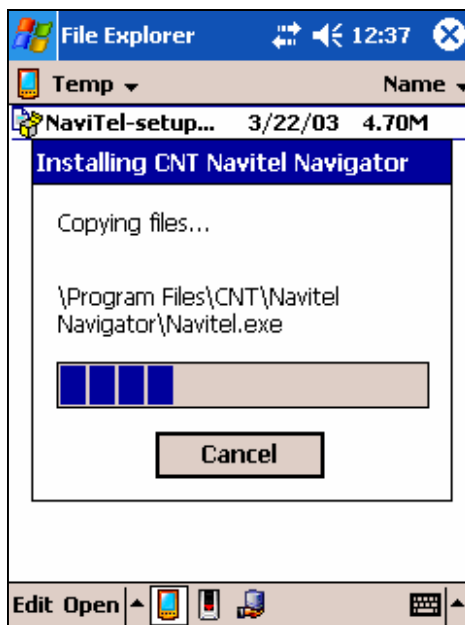 File Explorer 12:37
Temp Name
NaviTel-setup... 3/22/03 4.70M
Installing CNT Navitel Navigator
Copying files...
\Program Files\CNT\Navitel
Navigator\Navitel.exe
Cancel
Edit Open